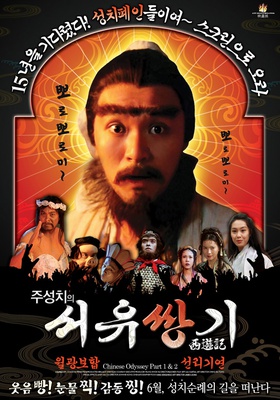 15년을 기다렸다! 성치폐인들이어~ 스크린으로 오라
뽀로뽀로미~
뽀로뽀로미~
주성치의
서유쌍기
西遊記
월광보합 Chinese Odyssey Part 1 & 2 선리기연
웃음 빵! 눈물 찍! 감동 찡! 6월, 성치순례의 길을 떠난다